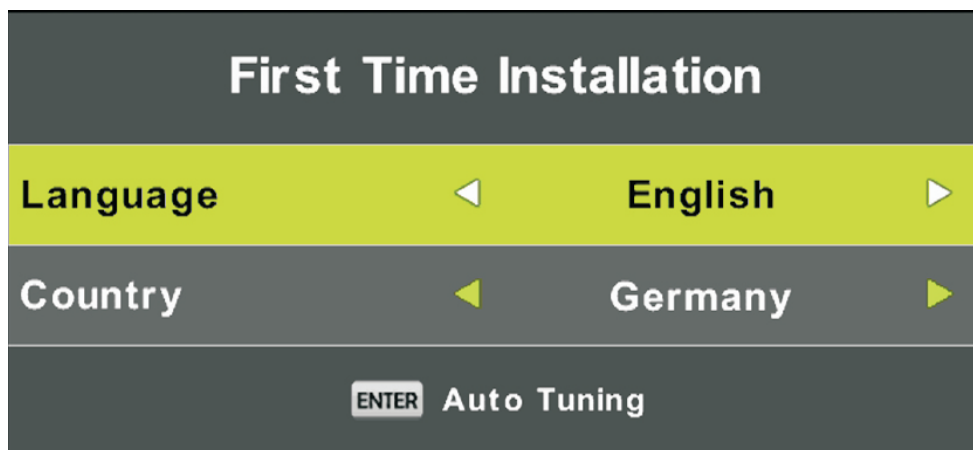 First Time Installation
Language English
Country Germany
ENTER Auto Tuning